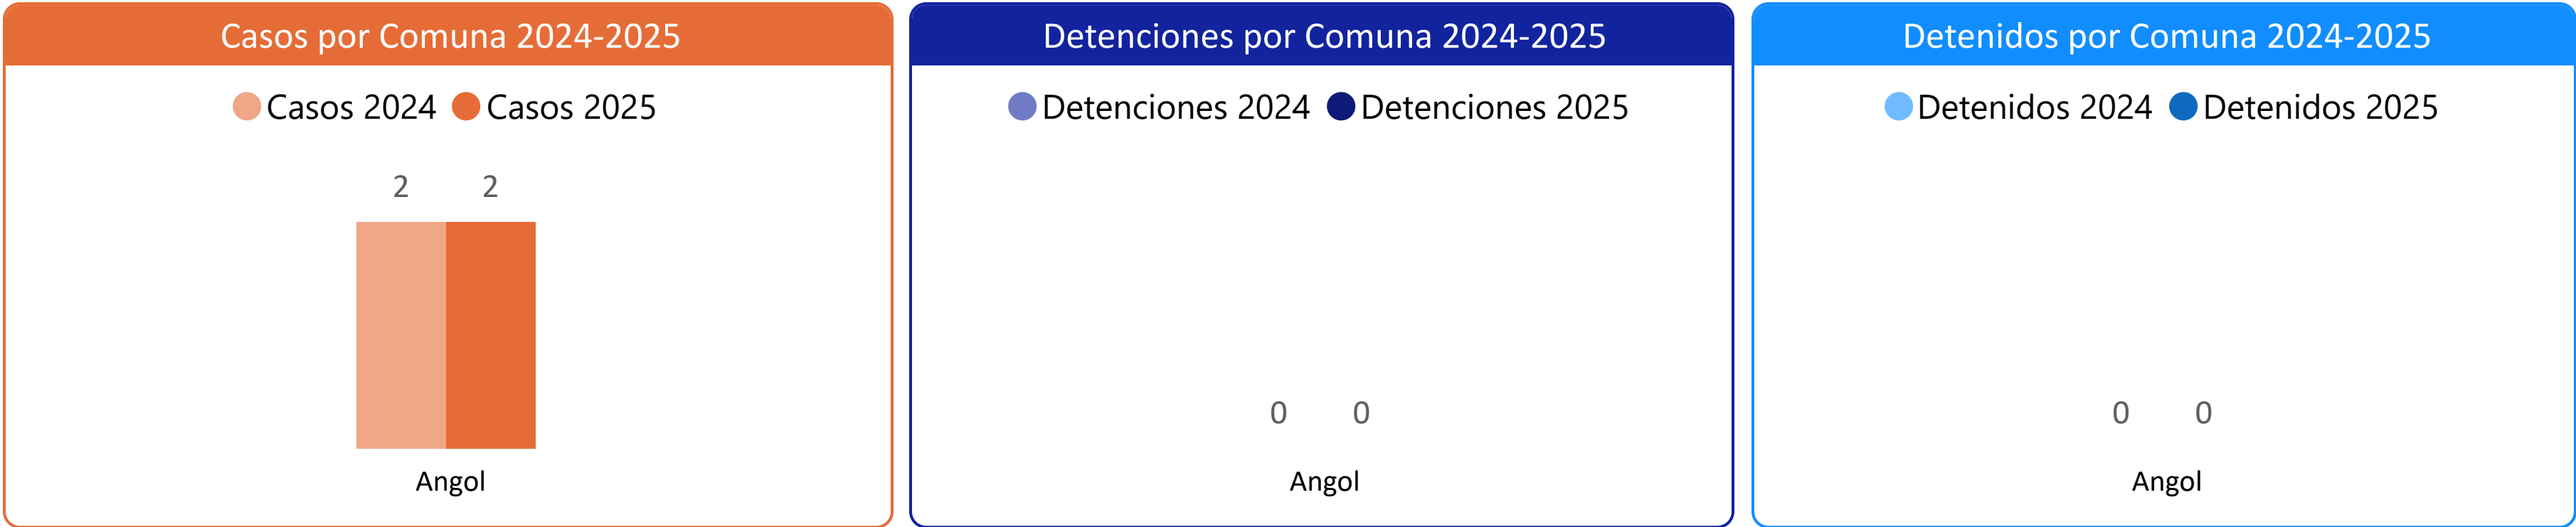 Casos por Comuna 2024-2025
Casos 2024 Casos 2025
2 2
Angol
Detenciones por Comuna 2024-2025
Detenciones 2024 Detenciones 2025
0 0
Angol
Detenidos por Comuna 2024-2025
Detenidos 2024 Detenidos 2025
0 0
Angol